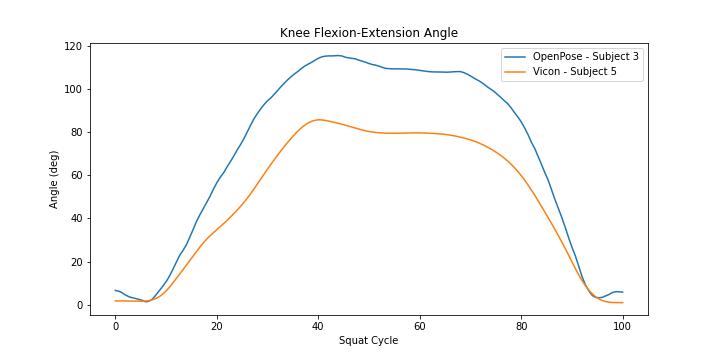 Knee Flexion-Extension Angle
OpenPose - Subject 3
Vicon - Subject 5
120
100
80
60
40
20
0
Angle (deg)
0 20 40 60 80 100
Squat Cycle